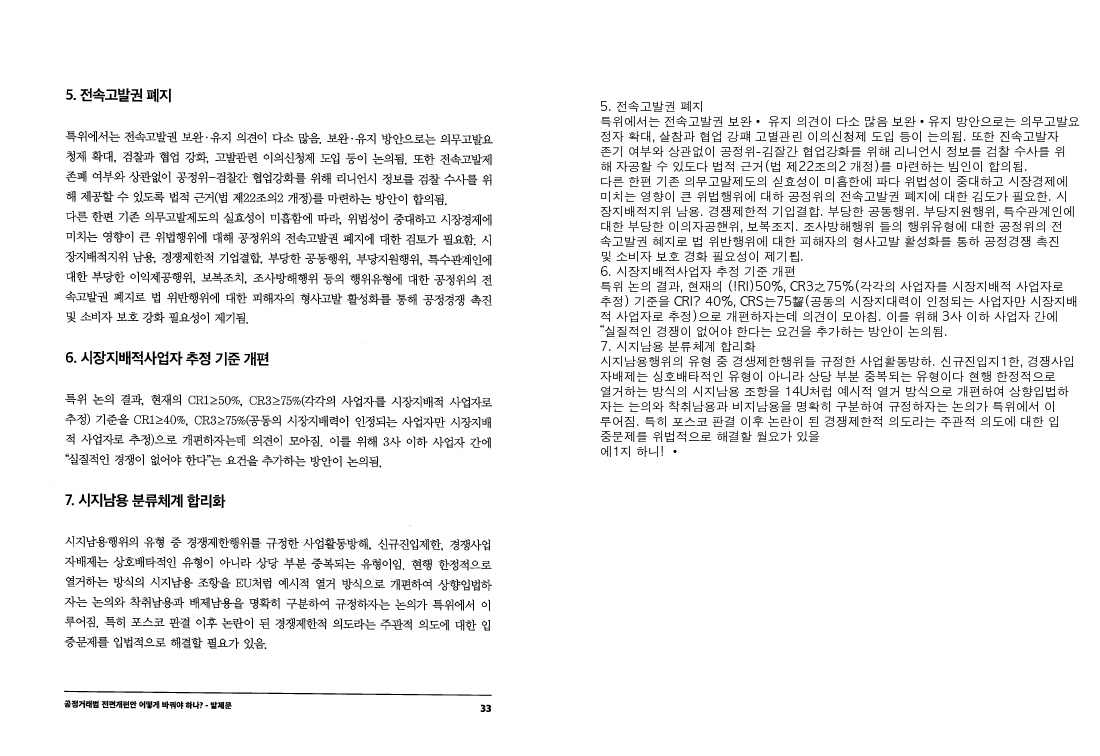 5. 전속고발권 폐지
특위에서는 전속고발권 보완·유지 의견이 다소 많음. 보완·유지 방안으로는 의무고발요
청제 확대, 검찰과 협업 강화, 고발관련 이의신청제 도입 등이 논의됨. 또한 전속고발제
존폐 여부와 상관없이 공정위-검찰간 협업강화를 위해 리니언시 정보를 검찰 수사를 위
해 제공할 수 있도록 법적 근거(법 제22조의2 개정)를 마련하는 방안이 합의됨.
다른 한편 기존 의무고발제도의 실효성이 미흡함에 따라, 위법성이 중대하고 시장경제에
미치는 영향이 큰 위법행위에 대해 공정위의 전속고발권 폐지에 대한 검토가 필요함. 시
장지배적지위 남용, 경쟁제한적 기업결합, 부당한 공동행위, 부당지원행위, 특수관계인에
대한 부당한 이익제공행위, 보복조치, 조사방해행위 등의 행위유형에 대한 공정위의 전
속고발권 폐지로 법 위반행위에 대한 피해자의 형사고발 활성화를 통해 공정경쟁 촉진
및 소비자 보호 강화 필요성이 제기됨.
6. 시장지배적사업자 추정 기준 개편
특위 논의 결과, 현재의 CR1≥50%, CR3≥75%(각각의 사업자를 시장지배적 사업자로
추정) 기준을 CR1≥40%, CR3≥75%(공동의 시장지배력이 인정되는 사업자만 시장지배
적 사업자로 추정)으로 개편하자는데 의견이 모아짐. 이를 위해 3사 이하 사업자 간에
“실질적인 경쟁이 없어야 한다”는 요건을 추가하는 방안이 논의됨.
7. 시지남용 분류체계 합리화
시지남용행위의 유형 중 경쟁제한행위를 규정한 사업활동방해, 신규진입제한, 경쟁사업
자배제는 상호배타적인 유형이 아니라 상당 부분 중복되는 유형이임. 현행 한정적으로
열거하는 방식의 시지남용 조항을 EU처럼 예시적 열거 방식으로 개편하여 상향입법하
자는 논의와 착취남용과 배제남용을 명확히 구분하여 규정하자는 논의가 특위에서 이
루어짐. 특히 포스코 판결 이후 논란이 된 경쟁제한적 의도라는 주관적 의도에 대한 입
증문제를 입법적으로 해결할 필요가 있음.
공정거래법 전면개편안 어떻게 바꿔야 하나? - 발제문
33
5. 전속고발권 폐지
특위에서는 전속고발권 보완 • 유지 의견이 다소 많음 보완 • 유지 방안으로는 의무고발요
정자 확대, 살참과 협업 강패 고별관린 이의신청제 도입 등이 논의됨. 또한 진속고발자
존기 여부와 상관없이 공정위-김잘간 협업강화를 위해 리니언시 정보를 검찰 수사를 위
해 자공할 수 있도다 법적 근거(법 제22조의2 개정)를 마련하는 빔인이 합의됨.
다른 한편 기존 의무고말제도의 싶효성이 미흡한에 파다 위법성이 중대하고 시장경제에
미치는 영향이 큰 위법행위에 대하 공정위의 전속고발권 폐지에 대한 김도가 필요한. 시
장지배적지위 남용. 경쟁제한적 기입결합. 부당한 공동행위. 부당지원행위, 특수관계인에
대한 부당한 이의자공핸위, 보복조지. 조사방해행위 들의 행위유형에 대한 공정위의 전
속고발권 혜지로 법 위반행위에 대한 피해자의 형사고발 활성화를 통하 공정경쟁 촉진
및 소비자 보호 경화 필요성이 제기됩.
6. 시장지배적사업자 추정 기준 개편
특위 논의 결과, 현재의 (!RI)50%, CR3之75%(각각의 사업자를 시장지배적 사업자로
추정) 기준을 CRI? 40%, CRS는75(공동의 시장지대력이 인정되는 사업자만 시장지배
적 사업자로 추정)으로 개편하자는데 의견이 모아침. 이를 위해 3사 이하 사업자 간에
“실질적인 경쟁이 없어야 한다는 요건을 추가하는 방안이 논의됨.
7. 시지남용 분류체계 합리화
시지남용행위의 유형 중 경생제한행위들 규정한 사업활동방하. 신규진입지1한, 경쟁사입
자배제는 싱호배타적인 유형이 아니라 상당 부분 중복되는 유형이다 현행 한정적으로
열거하는 방식의 시지남용 조항을 14U처럽 예시적 열거 방식으로 개편하여 상향입법하
자는 는의와 착취남용과 비지남용을 명확히 구분하여 규정하자는 논의가 특위에서 이
루어짐. 특히 포스코 판결 이후 논란이 된 경쟁제한적 의도라는 주관적 의도에 대한 입
중문제를 위법적으로 해결할 월요가 있을
에1지 하니! •